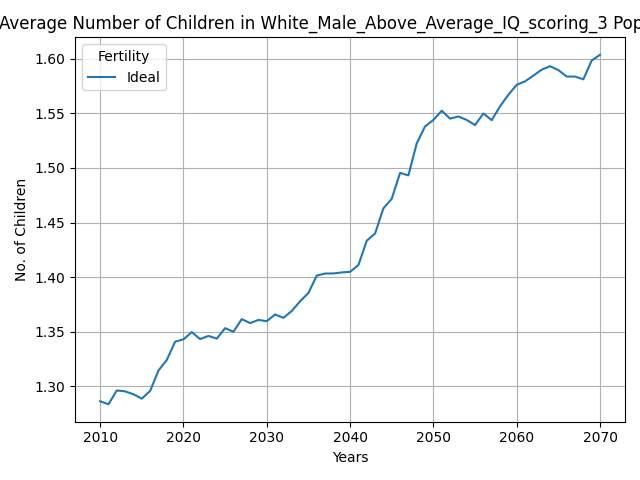 Average Number of Children in White_Male_Above_Average_IQ_scoring_3 Pop
Fertility
Ideal
No. of Children
1.60
1.55
1.50
1.45
1.40
1.35
1.30
2010 2020 2030 2040 2050 2060 2070
Years